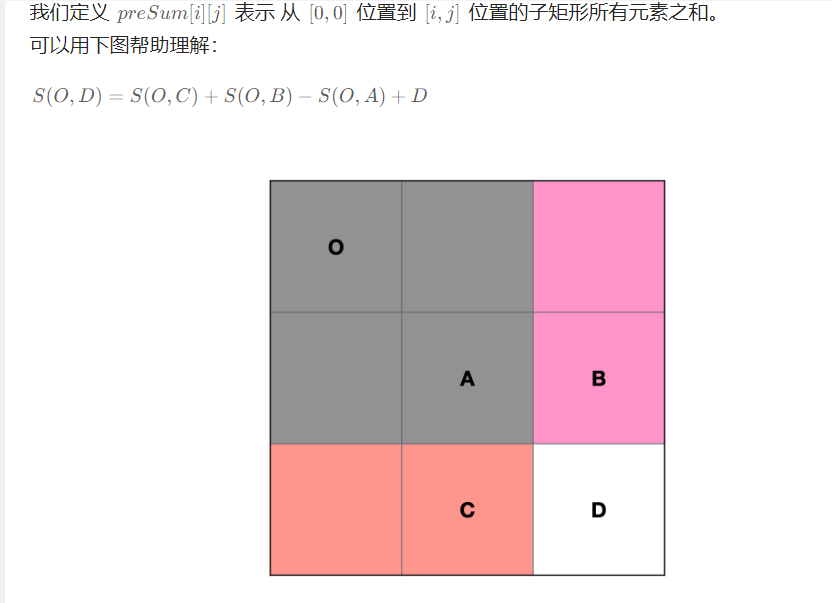 我们定义 preSum[i][j] 表示 从 [0, 0] 位置到 [i, j] 位置的子矩形所有元素之和。
可以用下图帮助理解：
S(O, D) = S(O, C) + S(O, B) − S(O, A) + D
O
A B
C D